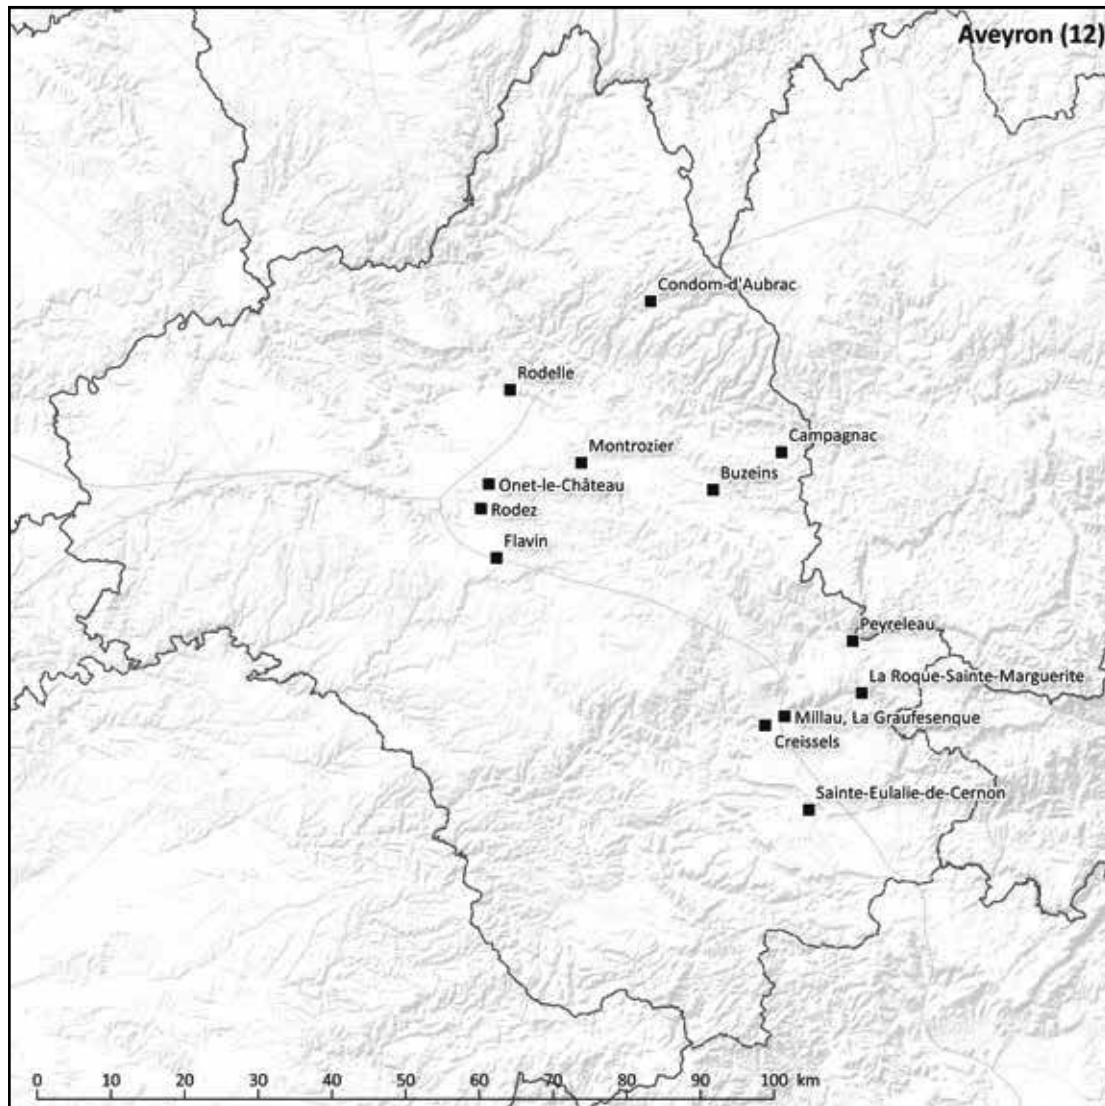 Aveyron (12)
Condom-d'Aubrac
Rodelle
Campagnac
Montrozier
Buzeins
Onet-le-Château
Rodez
Flavin
Peyreleau
La Roque-Sainte-Marguerite
Millau, La Graufesenque
Creissels
Sainte-Eulalie-de-Cernon
0 10 20 30 40 50 60 70 80 90 100 km